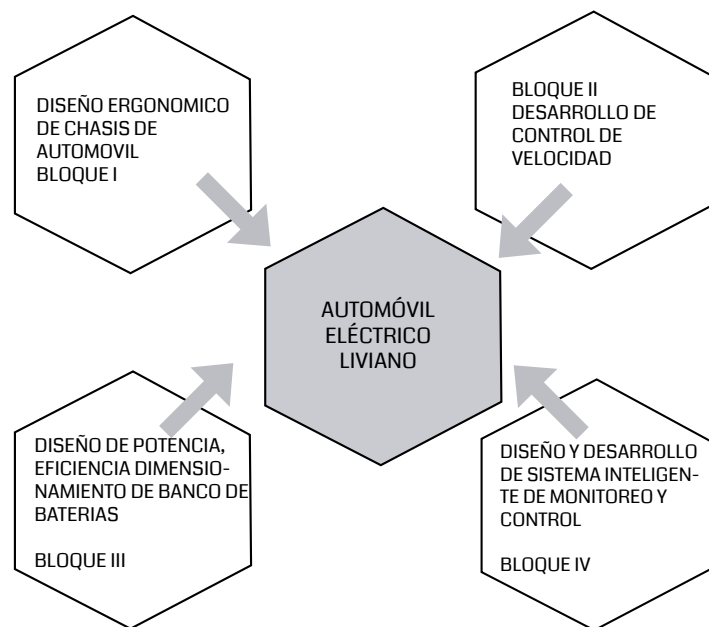 DISEÑO ERGONOMICO
DE CHASIS DE
AUTOMOVIL
BLOQUE I
BLOQUE II
DESARROLLO DE
CONTROL DE
VELOCIDAD
AUTOMÓVIL
ELÉCTRICO
LIVIANO
DISEÑO DE POTENCIA,
EFICIENCIA DIMENSIO-
NAMIENTO DE BANCO DE
BATERIAS
BLOQUE III
DISEÑO Y DESARROLLO
DE SISTEMA INTELIGEN-
TE DE MONITOREO Y
CONTROL
BLOQUE IV